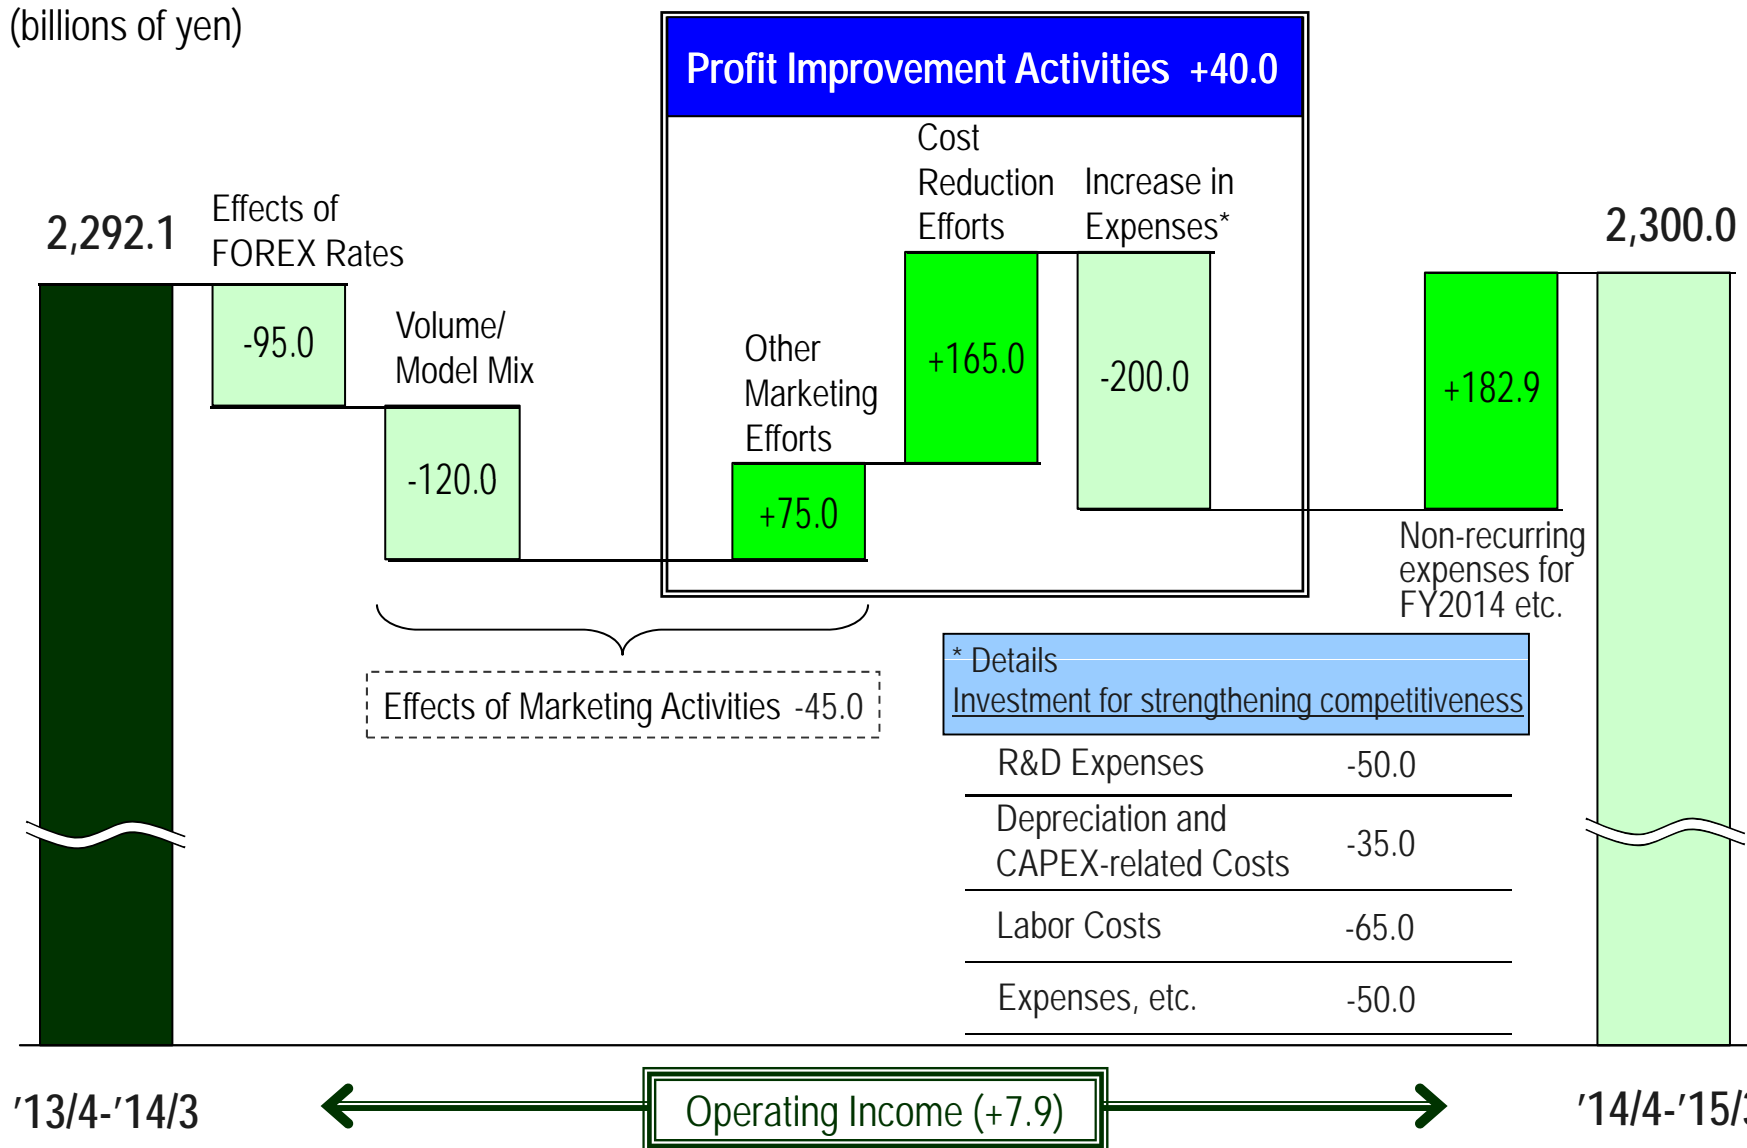 (billions of yen)
Profit Improvement Activities +40.0
2,292.1
Effects of
FOREX Rates
-95.0
Volume/
Model Mix
-120.0
Other
Marketing
Efforts
+75.0
Cost
Reduction
Efforts
+165.0
Increase in
Expenses*
-200.0
+182.9
Non-recurring
expenses for
FY2014 etc.
2,300.0
Effects of Marketing Activities -45.0
* Details
Investment for strengthening competitiveness
R&D Expenses -50.0
Depreciation and
CAPEX-related Costs -35.0
Labor Costs -65.0
Expenses, etc. -50.0
'13/4-'14/3
Operating Income (+7.9)
'14/4-'15/3